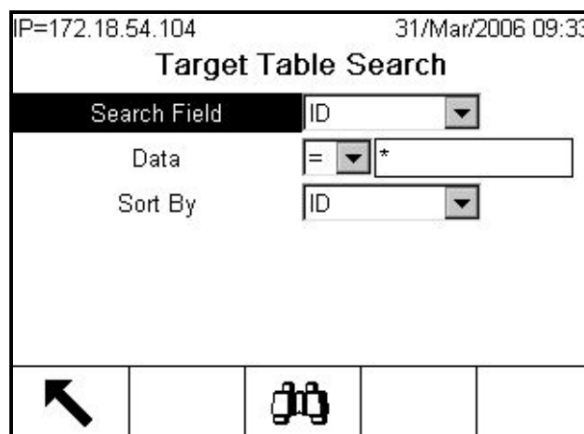 IP=172.18.54.104 31/Mar/2006 09:33
Target Table Search
Search Field ID
Data = *
Sort By ID